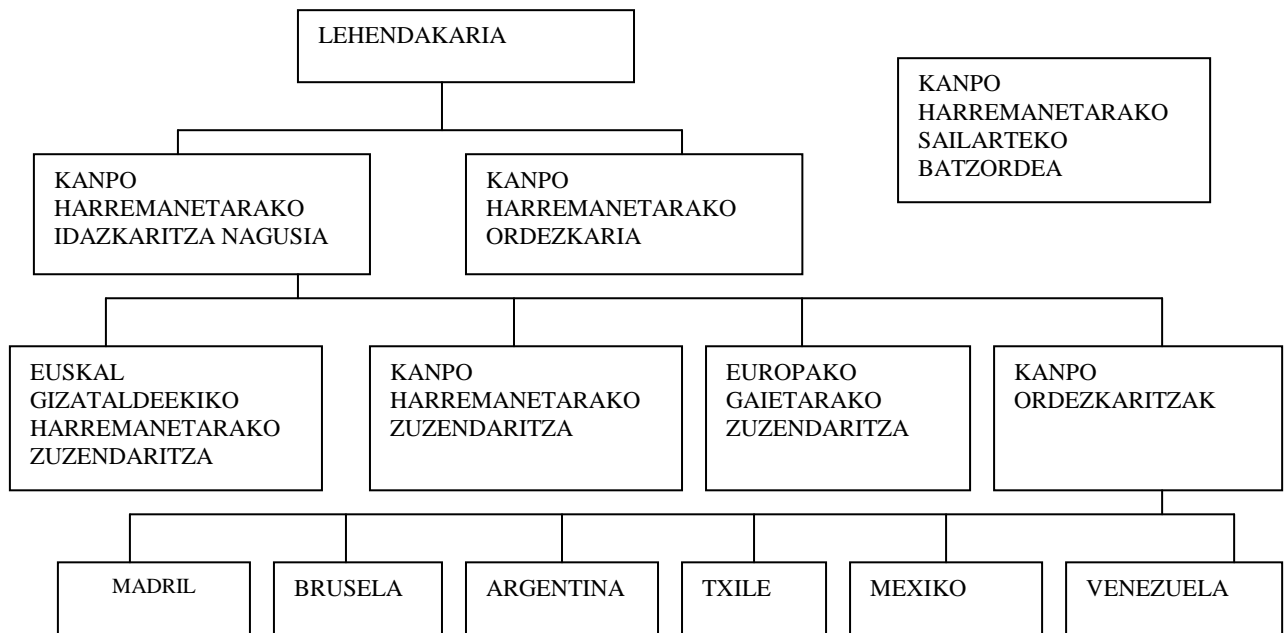 LEHENDAKARIA
KANPO
HARREMANETARAKO
SAILARTEKO
BATZORDEA
KANPO
HARREMANETARAKO
IDAZKARITZA NAGUSIA
KANPO
HARREMANETARAKO
ORDEZKARIA
EUSKAL
GIZATALDEEKIKO
HARREMANETARAKO
ZUZENDARITZA
KANPO
HARREMANETARAKO
ZUZENDARITZA
EUROPAKO
GAIETARAKO
ZUZENDARITZA
KANPO
ORDEZKARITZAK
MADRIL
BRUSELA
ARGENTINA
TXILE
MEXIKO
VENEZUELA